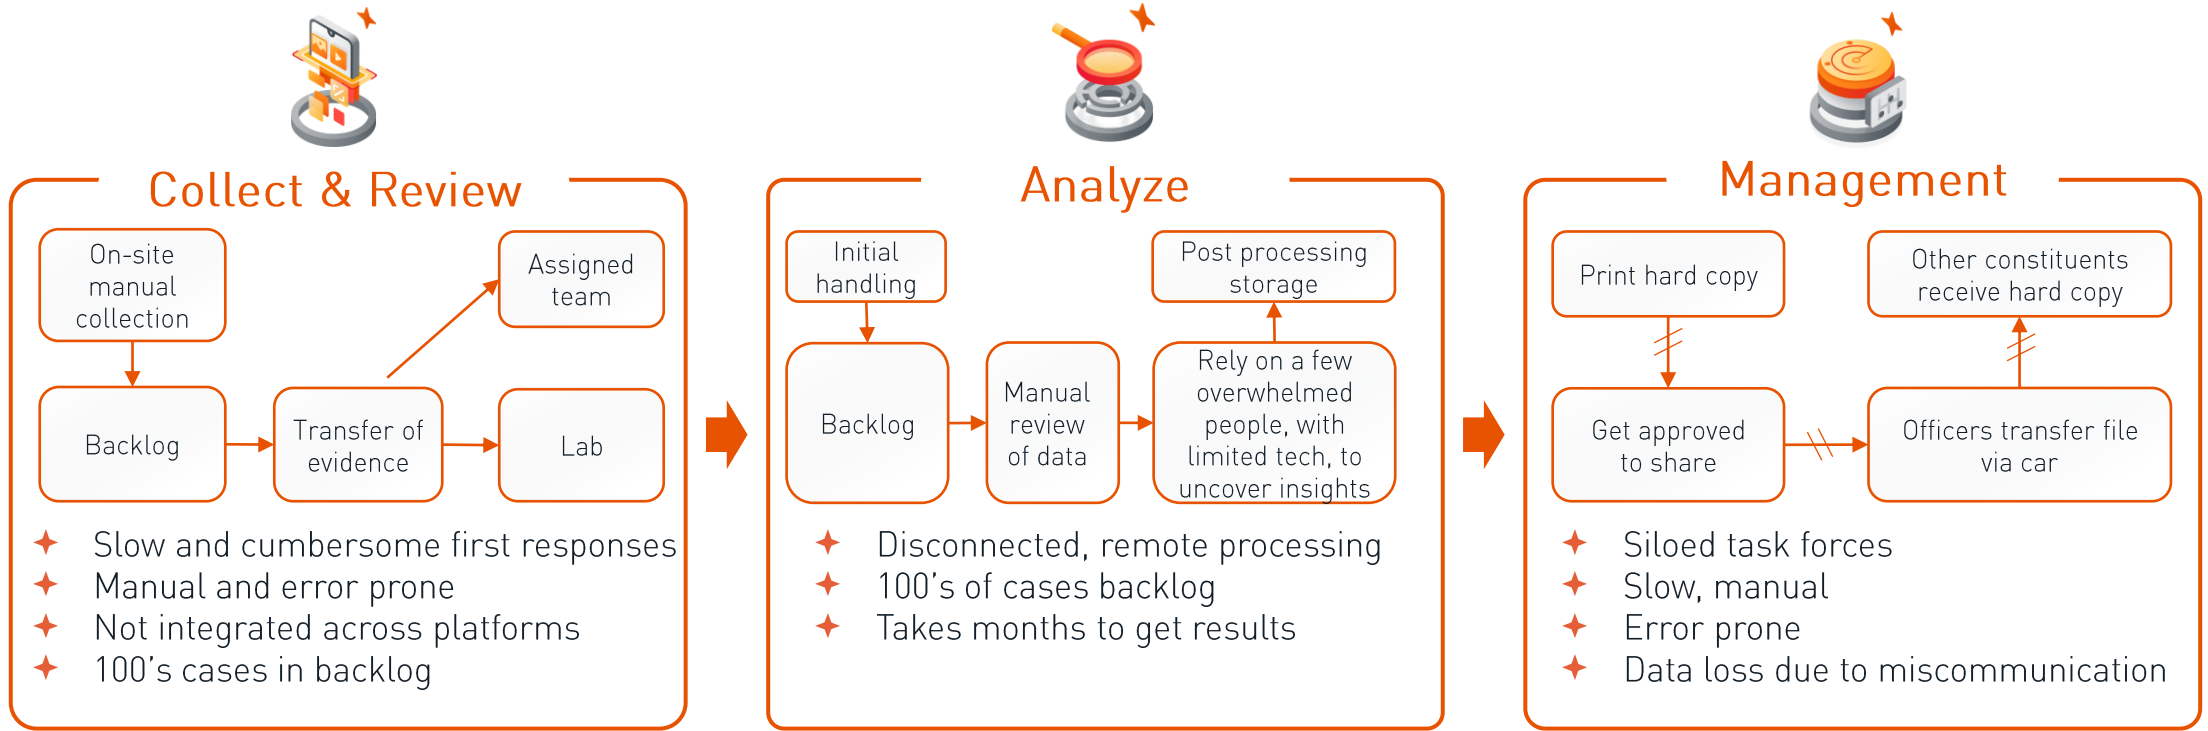 Collect & Review
On-site
manual
collection
Assigned
team
Backlog
Transfer of
evidence
Lab
Slow and cumbersome first responses
Manual and error prone
Not integrated across platforms
100's cases in backlog
Analyze
Initial
handling
Post processing
storage
Backlog
Manual
review
of data
Rely on a few
overwhelmed
people, with
limited tech, to
uncover insights
Disconnected, remote processing
100's of cases backlog
Takes months to get results
Management
Print hard copy
Other constituents
receive hard copy
Get approved
to share
Officers transfer file
via car
Siloed task forces
Slow, manual
Error prone
Data loss due to miscommunication